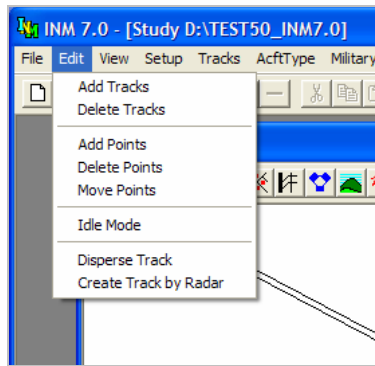 INM 7.0 - [Study D:\TEST50_INM7.0]
File Edit View Setup Tracks AcftType Military
Add Tracks
Delete Tracks
Add Points
Delete Points
Move Points
Idle Mode
Disperse Track
Create Track by Radar